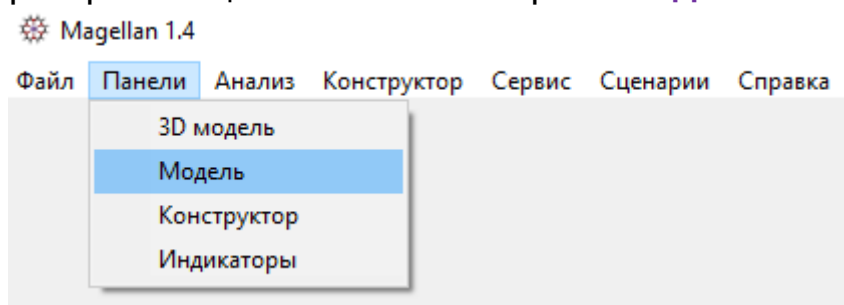 Magellan 1.4
Файл Панели Анализ Конструктор Сервис Сценарии Справка
3D модель
Модель
Конструктор
Индикаторы